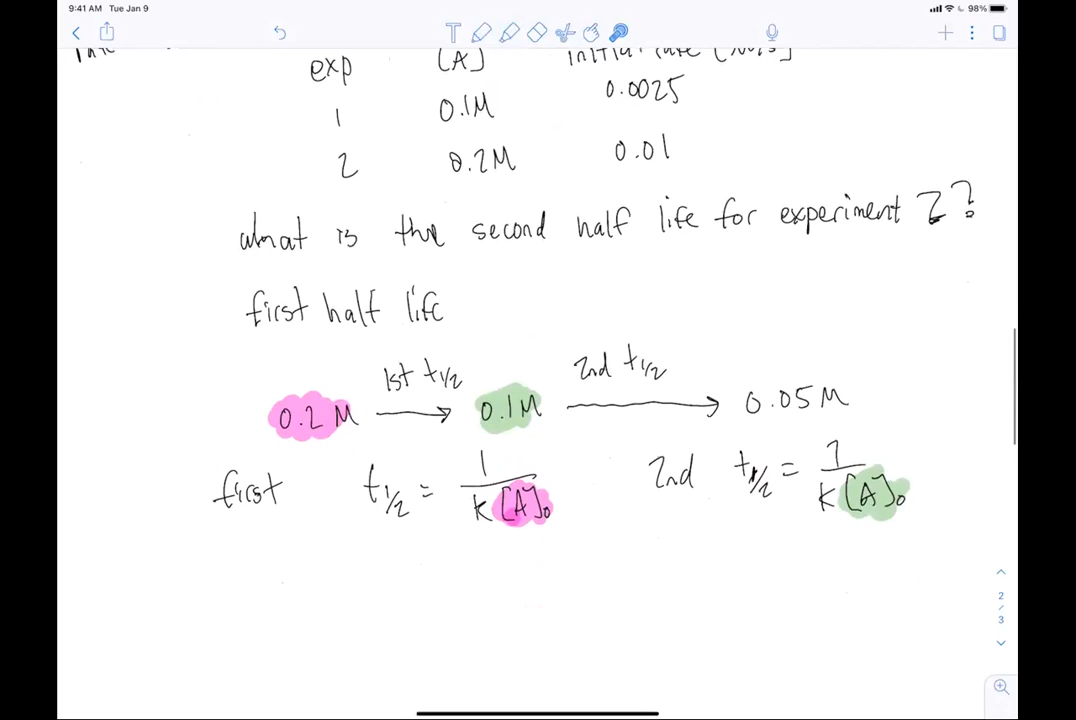 9:41 AM Tue Jan 9
98%
exp [A] initial rate
1 0.1M 0.0025
2 0.2M 0.01
what is the second half life for experiment 2?
first half life
0.2 M 1st t1/2 0.1M 2nd t1/2 0.05M
first t1/2 = 1/k[A]0 2nd t1/2 = 1/k[A]0
2
/
3